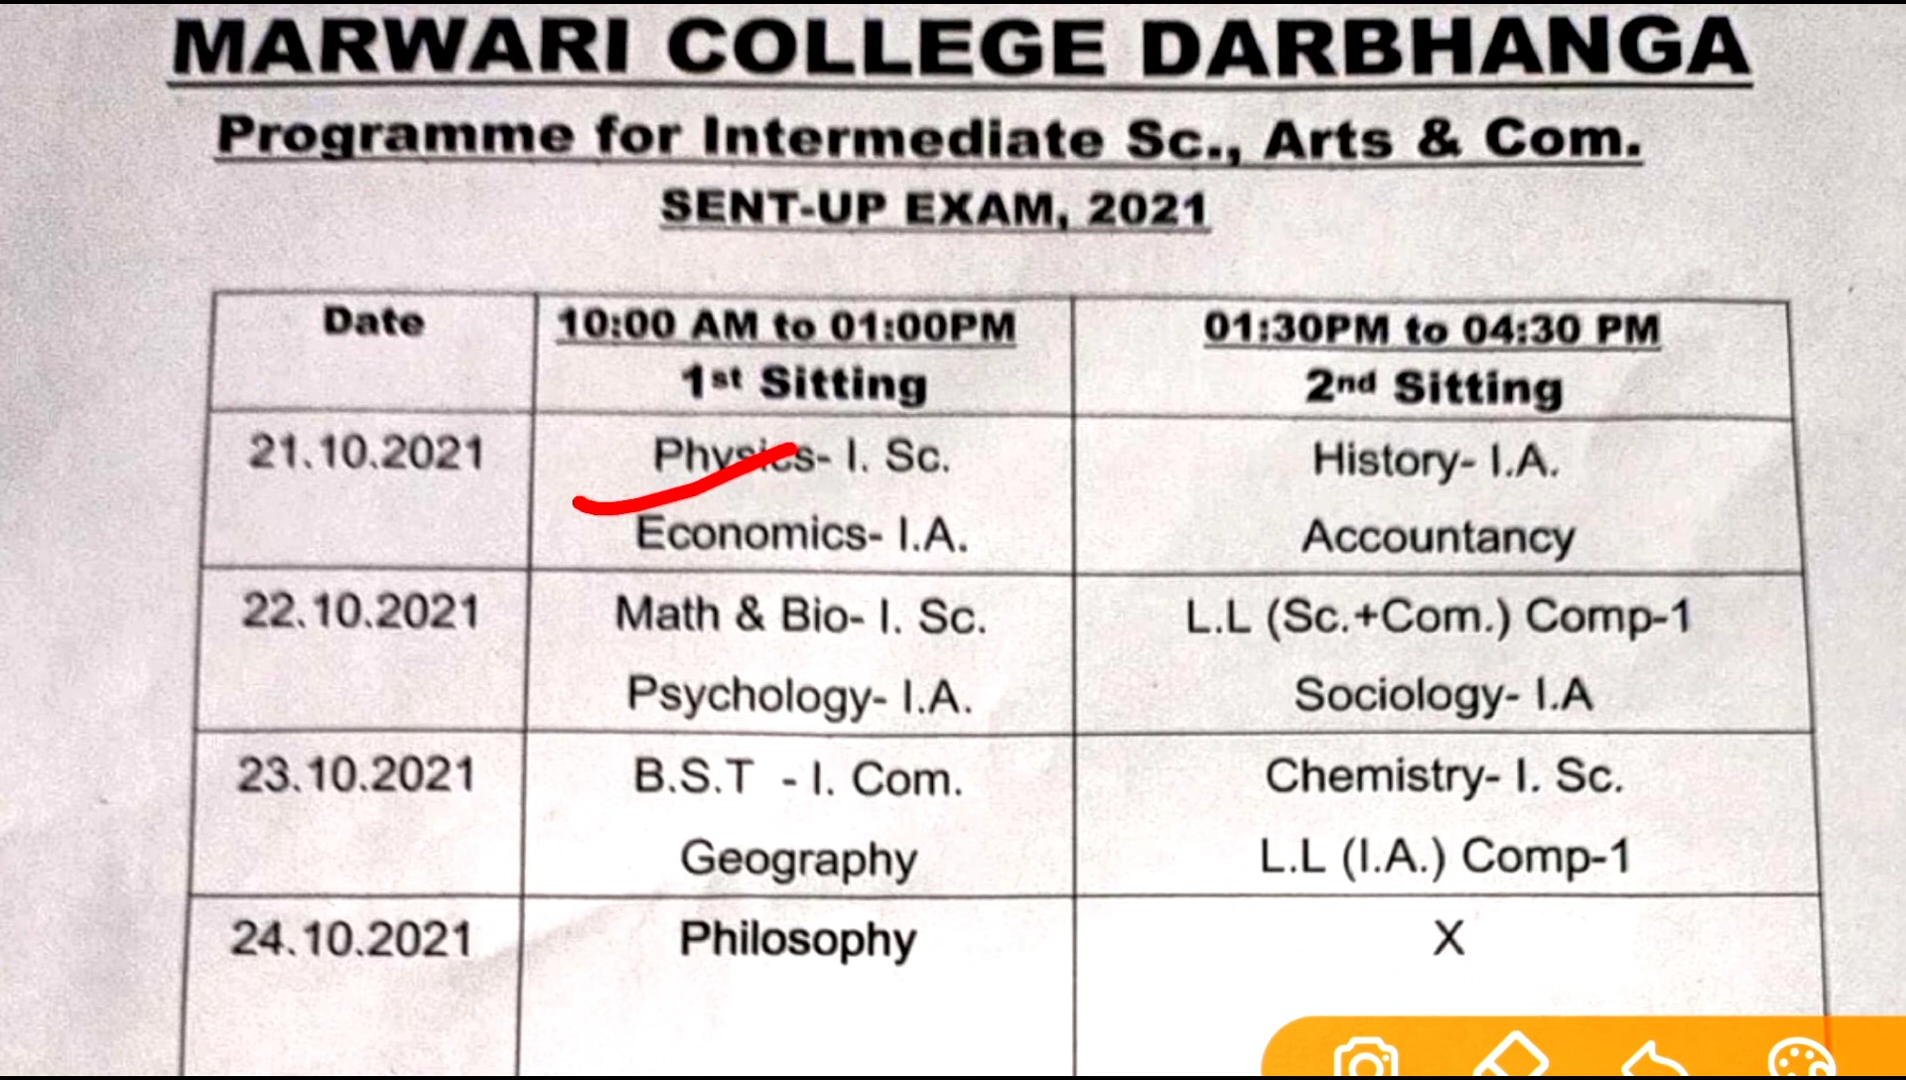 MARWARI COLLEGE DARBHANGA
Programme for Intermediate Sc., Arts & Com.
SENT-UP EXAM, 2021
Date 10:00 AM to 01:00PM 01:30PM to 04:30 PM
1st Sitting 2nd Sitting
21.10.2021 Physics- I. Sc. History- I.A.
Economics- I.A. Accountancy
22.10.2021 Math & Bio- I. Sc. L.L (Sc.+Com.) Comp-1
Psychology- I.A. Sociology- I.A
23.10.2021 B.S.T - I. Com. Chemistry- I. Sc.
Geography L.L (I.A.) Comp-1
24.10.2021 Philosophy X